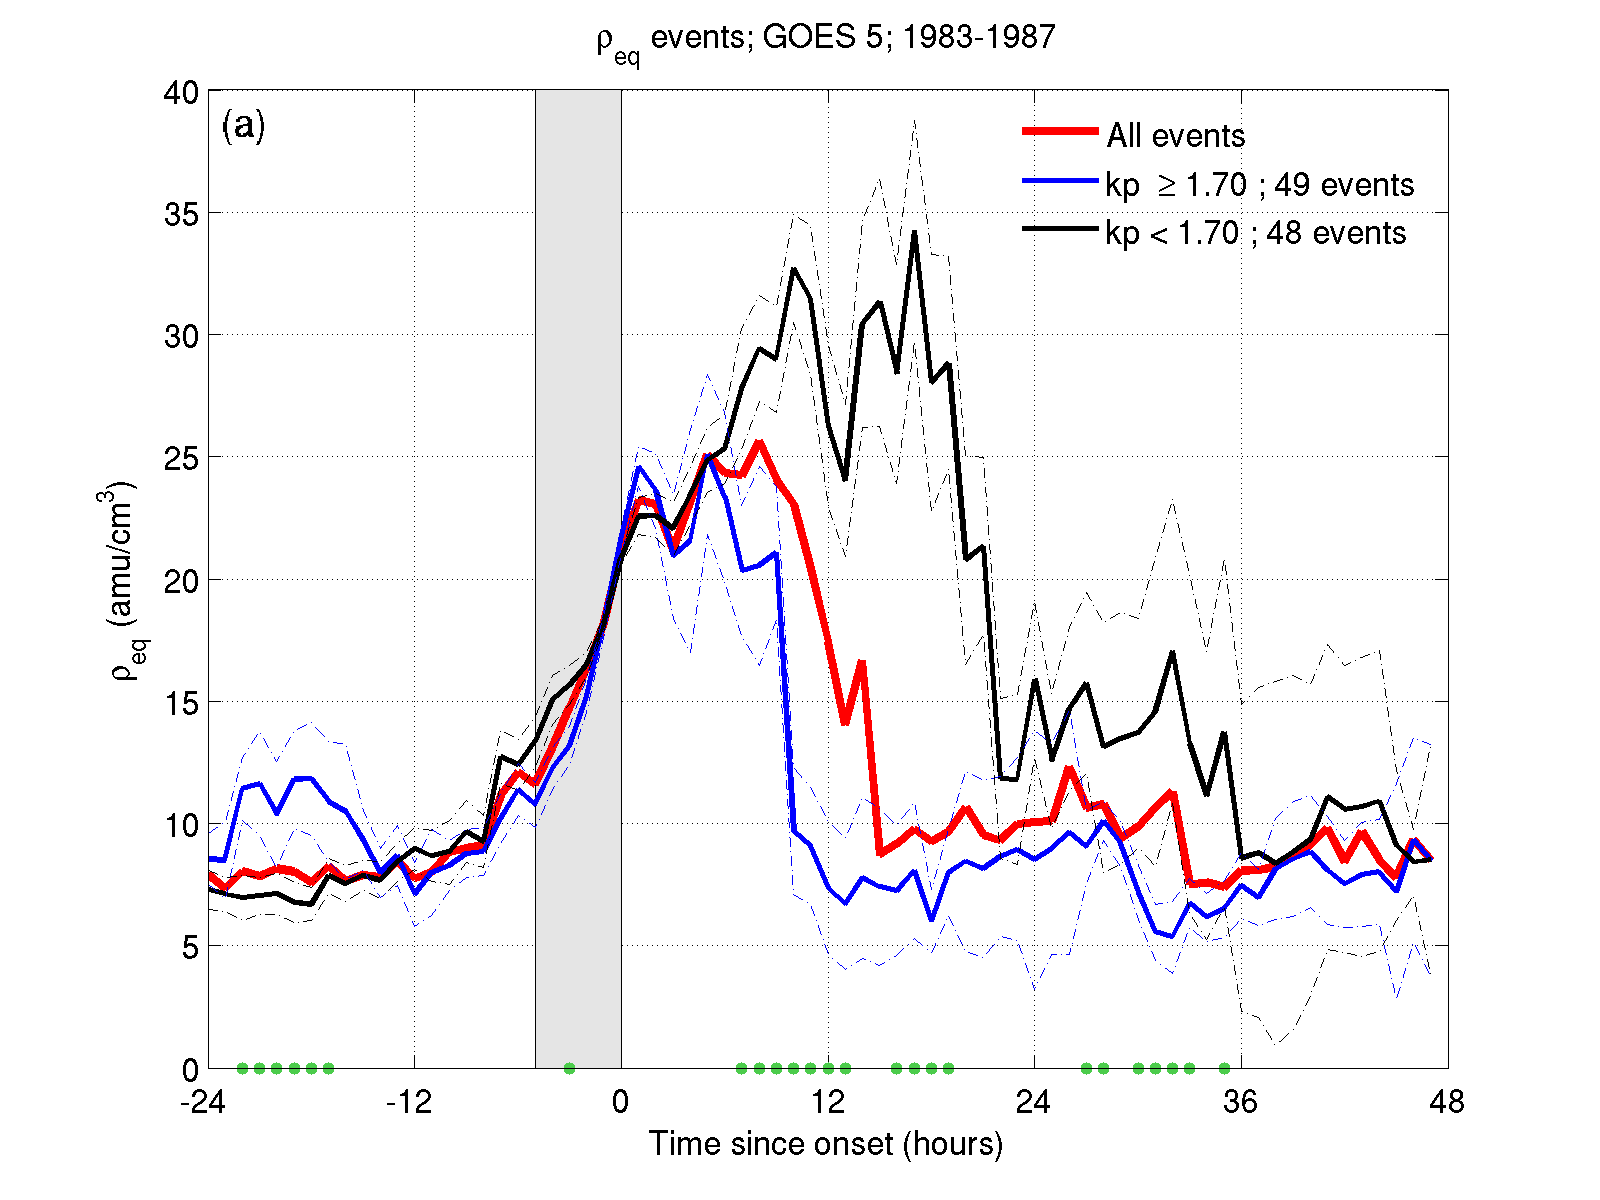 ρeq events; GOES 5; 1983-1987
(a)
All events
kp ≥ 1.70 ; 49 events
kp < 1.70 ; 48 events
40
35
30
25
20
15
10
5
0
ρeq (amu/cm3)
-24 -12 0 12 24 36 48
Time since onset (hours)